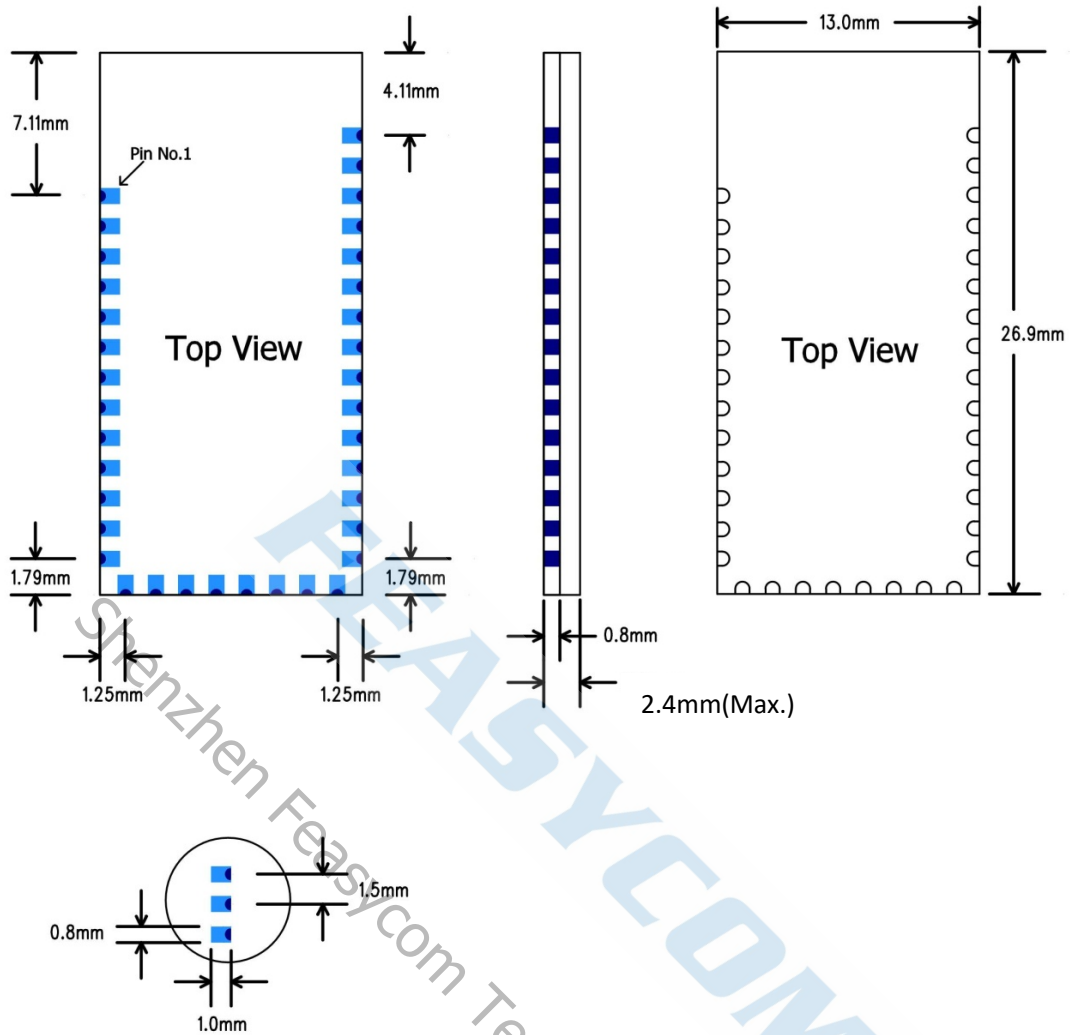 13.0mm
4.11mm
7.11mm
Pin No.1
26.9mm
Top View
Top View
1.79mm
1.79mm
0.8mm
1.25mm
1.25mm
2.4mm(Max.)
1.5mm
0.8mm
1.0mm
Shenzhen Feasycom Te
FEASYCOM